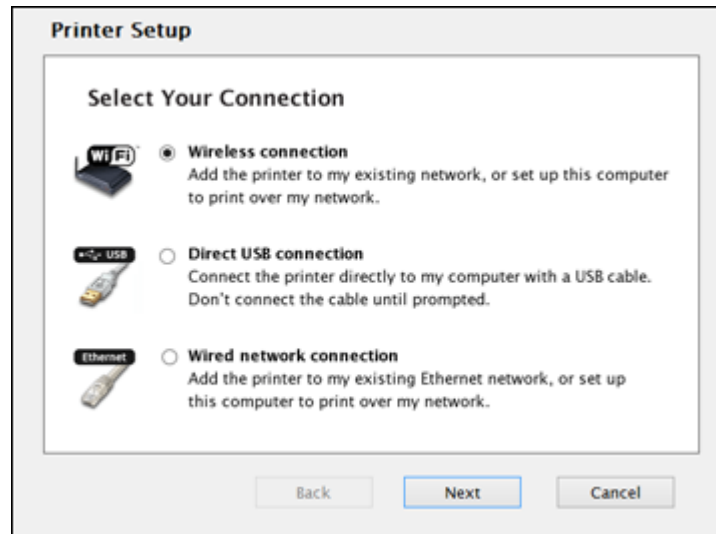 Printer Setup
Select Your Connection
WiFi
Wireless connection
Add the printer to my existing network, or set up this computer
to print over my network.
USB
Direct USB connection
Connect the printer directly to my computer with a USB cable.
Don't connect the cable until prompted.
Ethernet
Wired network connection
Add the printer to my existing Ethernet network, or set up
this computer to print over my network.
Back Next Cancel